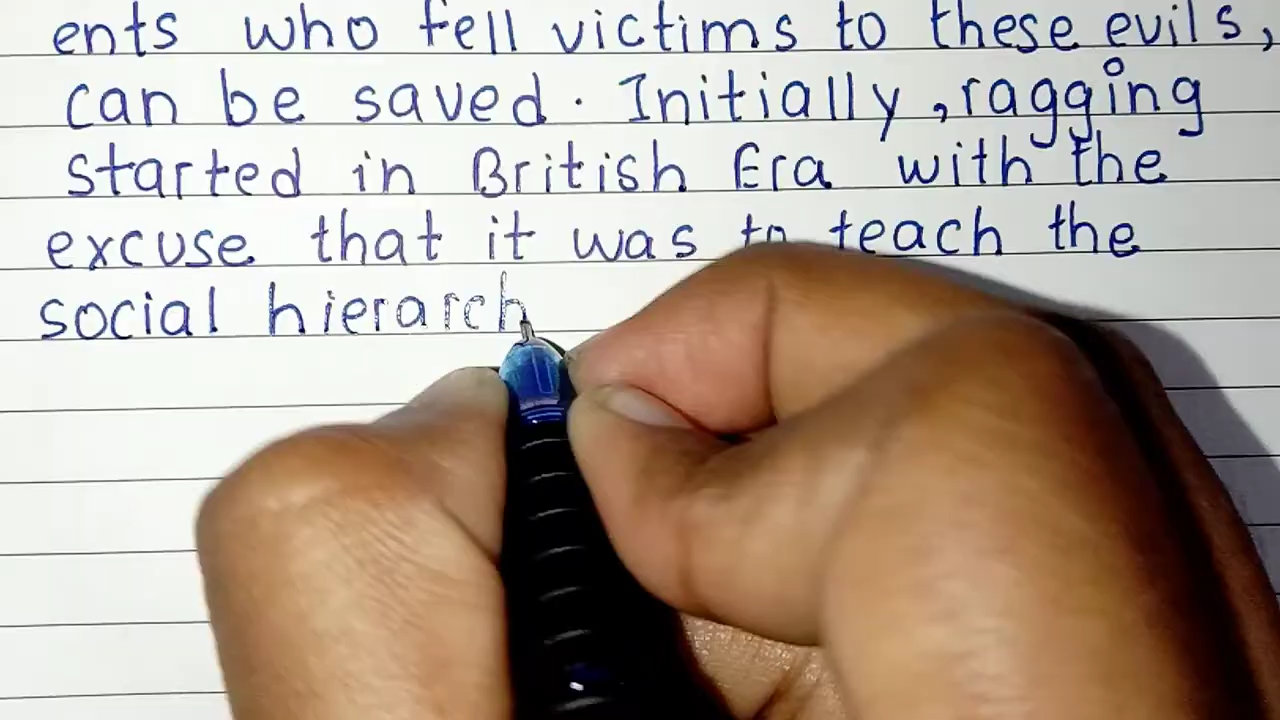 ents who fell victims to these evils,
can be saved. Initially, ragging
started in British Era with the
excuse that it was to teach the
social hierarch